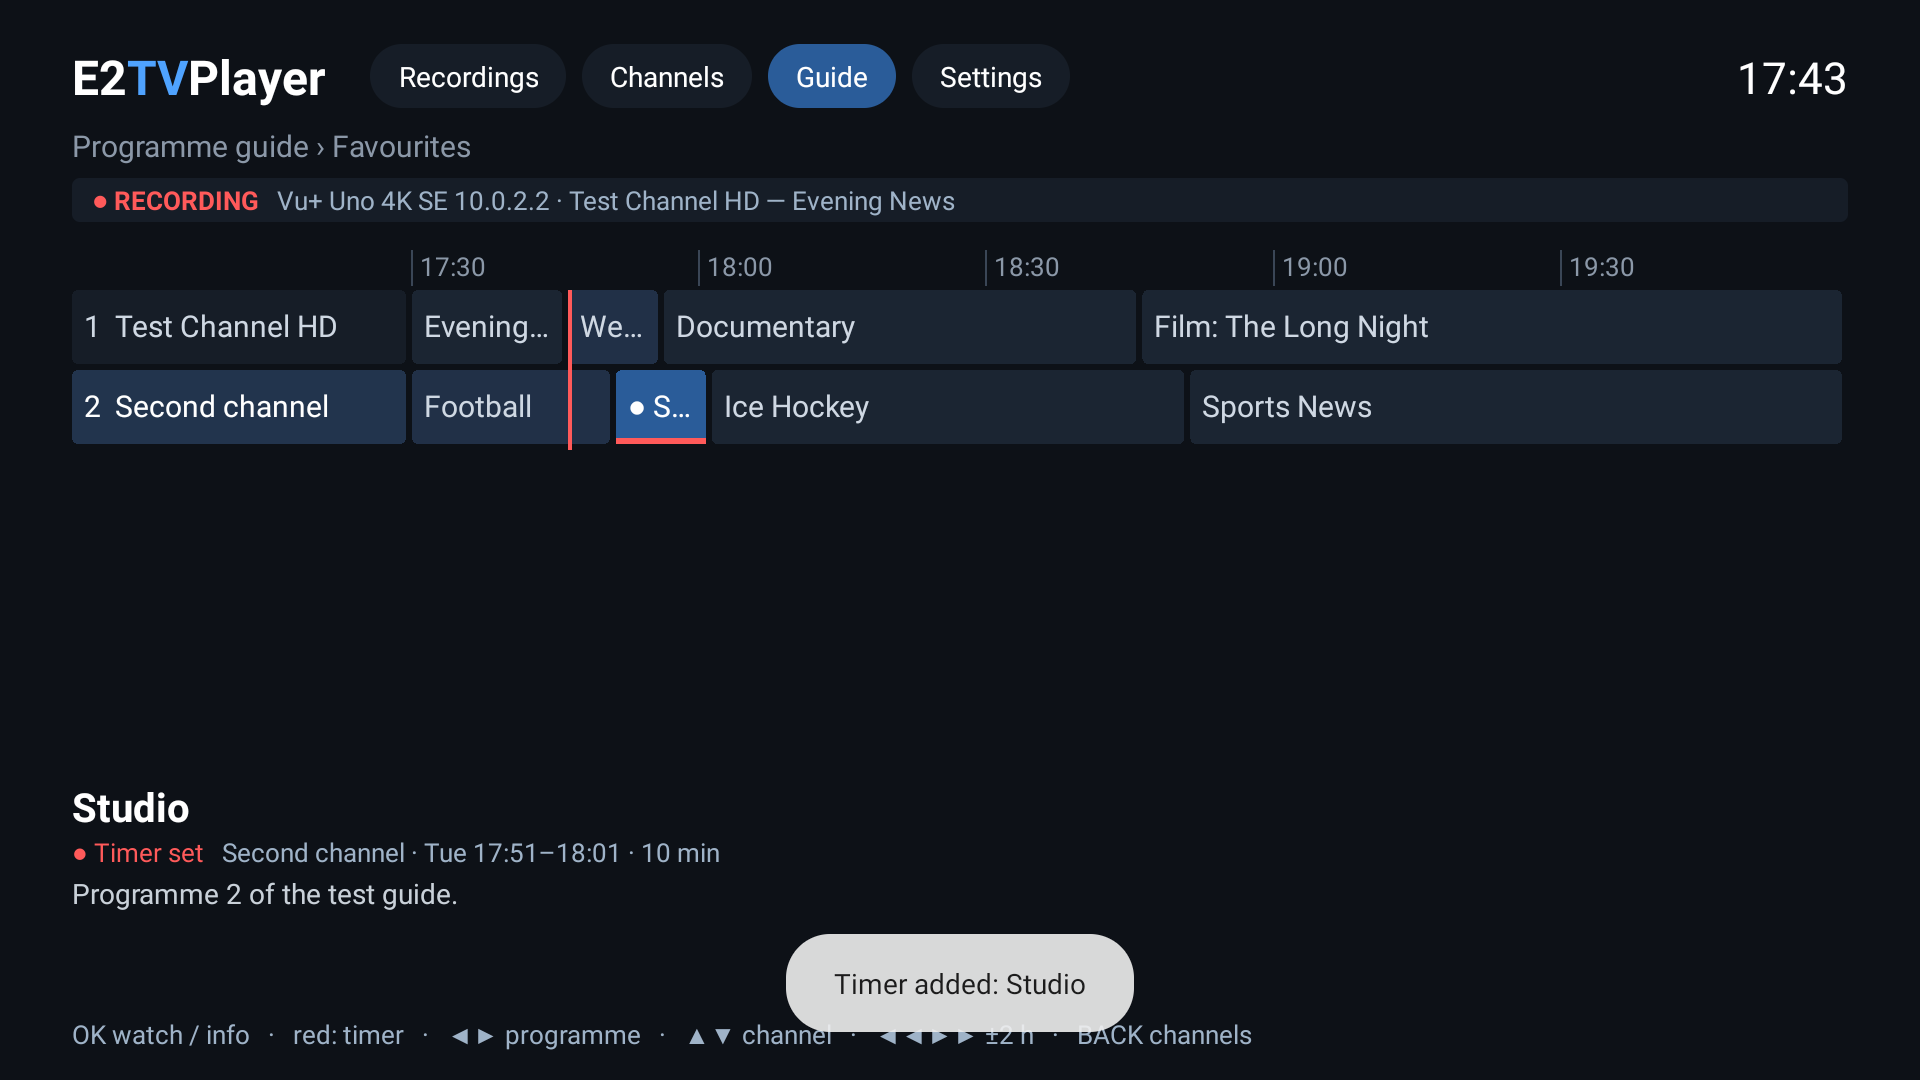 E2TVPlayer Recordings Channels Guide Settings 17:43
Programme guide › Favourites
● RECORDING Vu+ Uno 4K SE 10.0.2.2 · Test Channel HD — Evening News
17:30 18:00 18:30 19:00 19:30
1 Test Channel HD Evening... We... Documentary Film: The Long Night
2 Second channel Football ● S... Ice Hockey Sports News
Studio
● Timer set Second channel · Tue 17:51–18:01 · 10 min
Programme 2 of the test guide.
Timer added: Studio
OK watch / info · red: timer · ◄ ► programme · ▲ ▼ channel · ◄ ◄ ► ► ±2 h · BACK channels